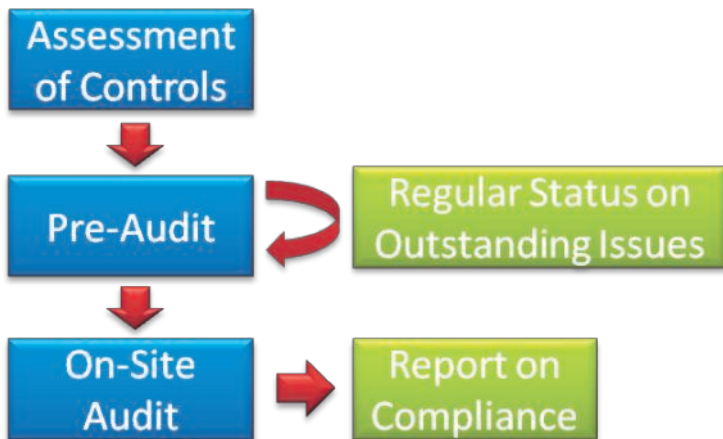 Assessment
of Controls
Pre-Audit
Regular Status on
Outstanding Issues
On-Site
Audit
Report on
Compliance